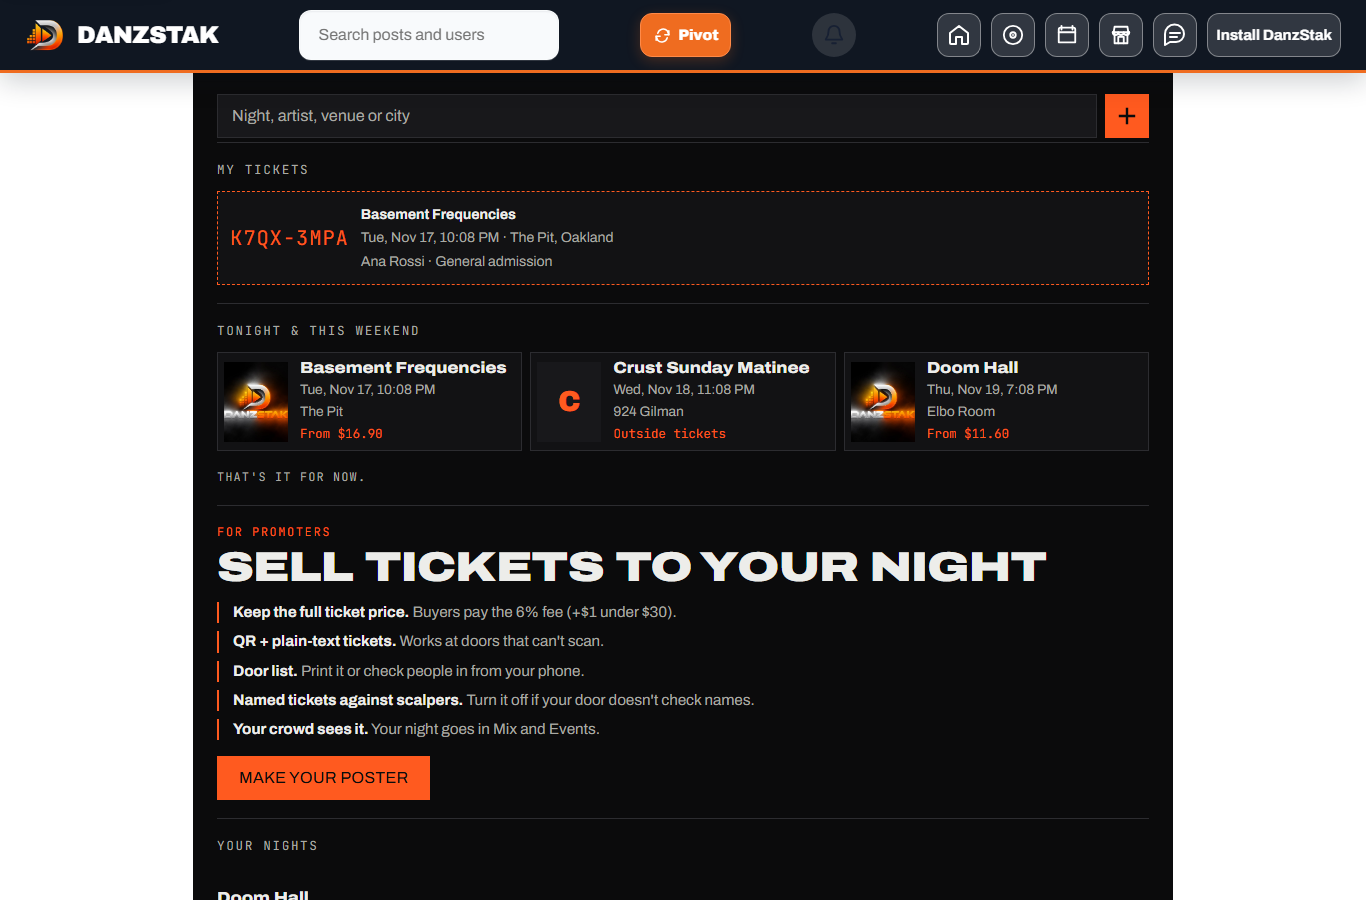 DANZSTAK
Search posts and users
Pivot
Install DanzStak
Night, artist, venue or city
MY TICKETS
K7QX-3MPA
Basement Frequencies
Tue, Nov 17, 10:08 PM · The Pit, Oakland
Ana Rossi · General admission
TONIGHT & THIS WEEKEND
DANZSTAK
Basement Frequencies
Tue, Nov 17, 10:08 PM
The Pit
From $16.90
C
Crust Sunday Matinee
Wed, Nov 18, 11:08 PM
924 Gilman
Outside tickets
DANZSTAK
Doom Hall
Thu, Nov 19, 7:08 PM
Elbo Room
From $11.60
THAT'S IT FOR NOW.
FOR PROMOTERS
SELL TICKETS TO YOUR NIGHT
Keep the full ticket price. Buyers pay the 6% fee (+$1 under $30).
QR + plain-text tickets. Works at doors that can't scan.
Door list. Print it or check people in from your phone.
Named tickets against scalpers. Turn it off if your door doesn't check names.
Your crowd sees it. Your night goes in Mix and Events.
MAKE YOUR POSTER
YOUR NIGHTS
Doom Hall